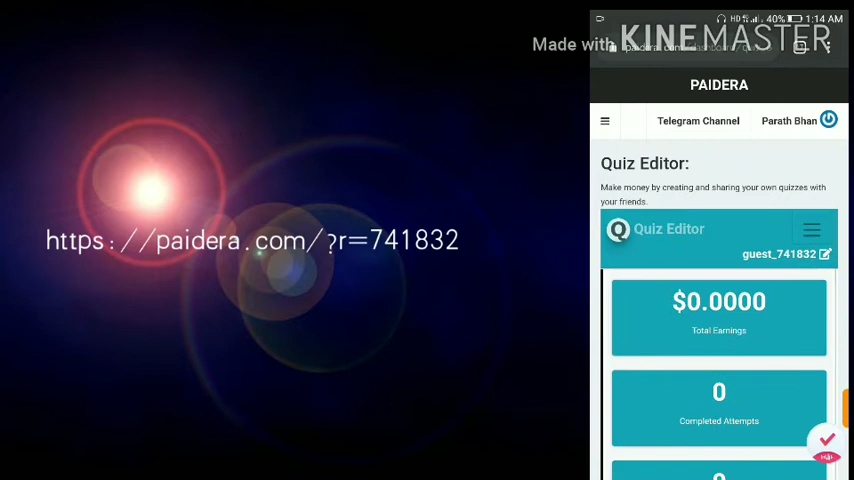 HD 40% 1:14 AM
Made with KINEMASTER
PAIDERA
Telegram Channel Parath Bhan
Quiz Editor:
Make money by creating and sharing your own quizzes with
your friends.
https://paidera.com/?r=741832
Q Quiz Editor
guest_741832
$0.0000
Total Earnings
0
Completed Attempts